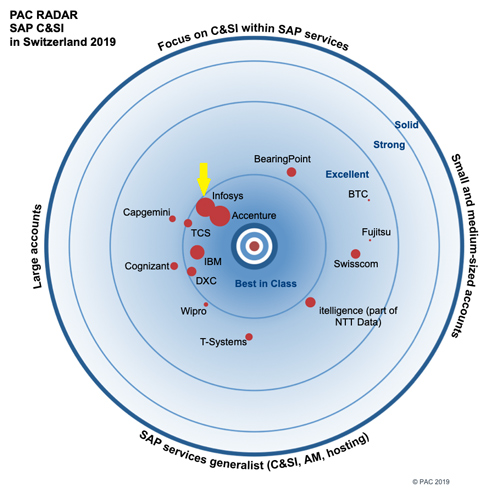 PAC RADAR
SAP C&SI
in Switzerland 2019
Focus on C&SI within SAP services
Solid
Strong
Excellent
BearingPoint
Infosys
BTC
Capgemini
Accenture
TCS
Fujitsu
Large accounts
Small and medium-sized accounts
IBM
Swisscom
Cognizant
DXC
Best in Class
Wipro
itelligence (part of
NTT Data)
T-Systems
SAP services generalist (C&SI, AM, hosting)
© PAC 2019